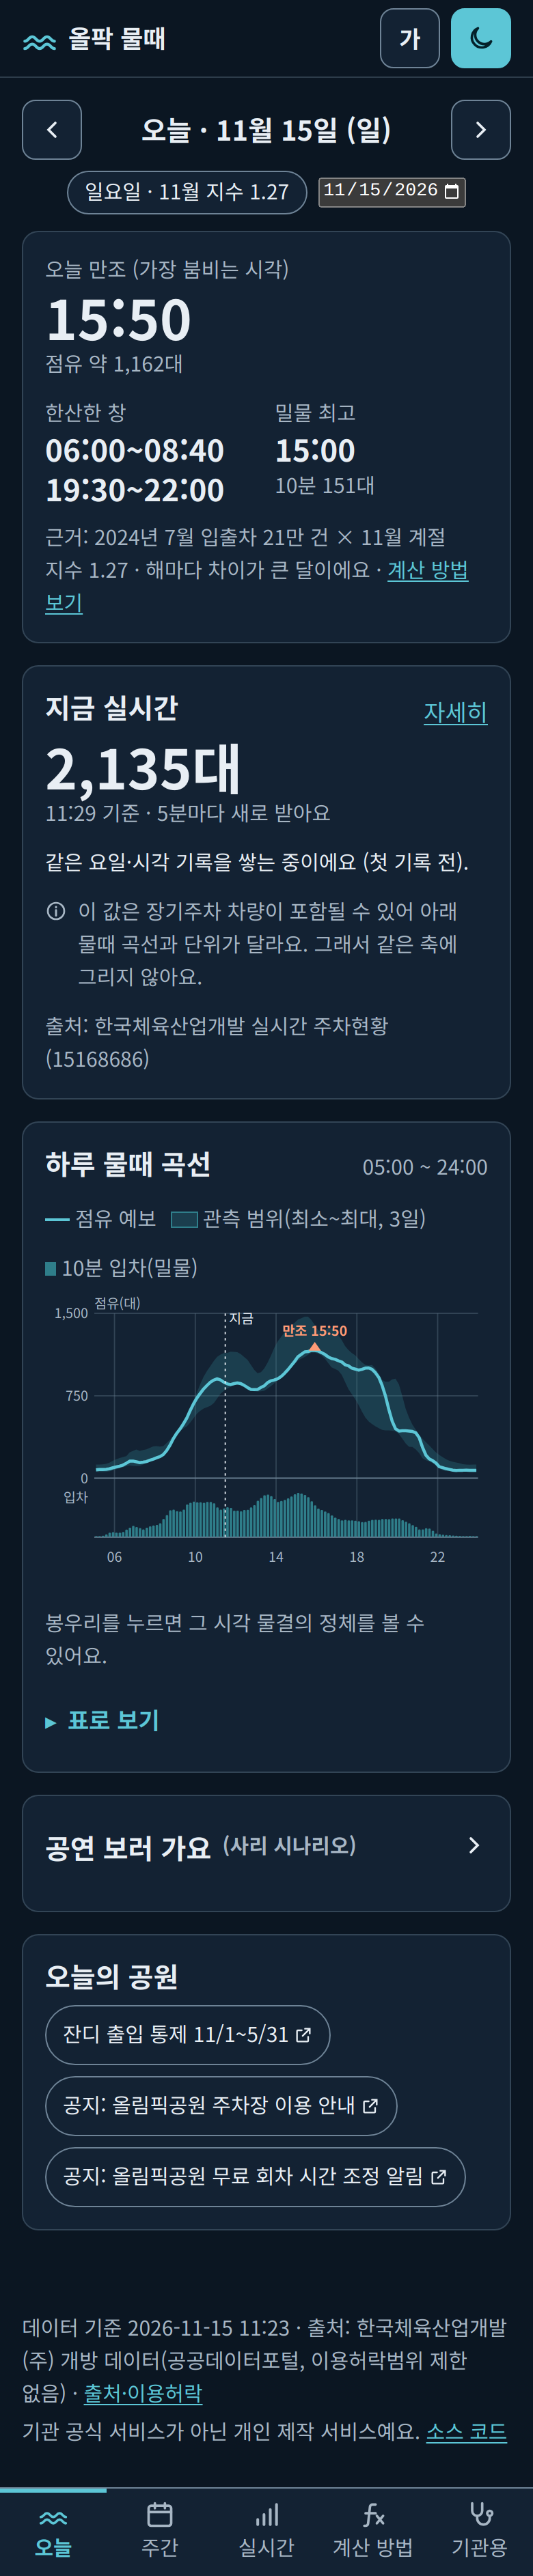 올팍 물때
가
오늘 · 11월 15일 (일)
일요일 · 11월 지수 1.27
11/15/2026
오늘 만조 (가장 붐비는 시각)
15:50
점유 약 1,162대
한산한 창
06:00~08:40
19:30~22:00
밀물 최고
15:00
10분 151대
근거: 2024년 7월 입출차 21만 건 × 11월 계절
지수 1.27 · 해마다 차이가 큰 달이에요 · 계산 방법
보기
지금 실시간
자세히
2,135대
11:29 기준 · 5분마다 새로 받아요
같은 요일·시각 기록을 쌓는 중이에요 (첫 기록 전).
이 값은 장기주차 차량이 포함될 수 있어 아래
물때 곡선과 단위가 달라요. 그래서 같은 축에
그리지 않아요.
출처: 한국체육산업개발 실시간 주차현황
(15168686)
하루 물때 곡선
05:00 ~ 24:00
점유 예보
관측 범위(최소~최대, 3일)
10분 입차(밀물)
점유(대)
1,500
지금
만조 15:50
750
0
입차
06 10 14 18 22
봉우리를 누르면 그 시각 물결의 정체를 볼 수
있어요.
▸ 표로 보기
공연 보러 가요 (사리 시나리오)
오늘의 공원
잔디 출입 통제 11/1~5/31
공지: 올림픽공원 주차장 이용 안내
공지: 올림픽공원 무료 회차 시간 조정 알림
데이터 기준 2026-11-15 11:23 · 출처: 한국체육산업개발
(주) 개방 데이터(공공데이터포털, 이용허락범위 제한
없음) · 출처·이용허락
기관 공식 서비스가 아닌 개인 제작 서비스예요. 소스 코드
오늘
주간
실시간
계산 방법
기관용